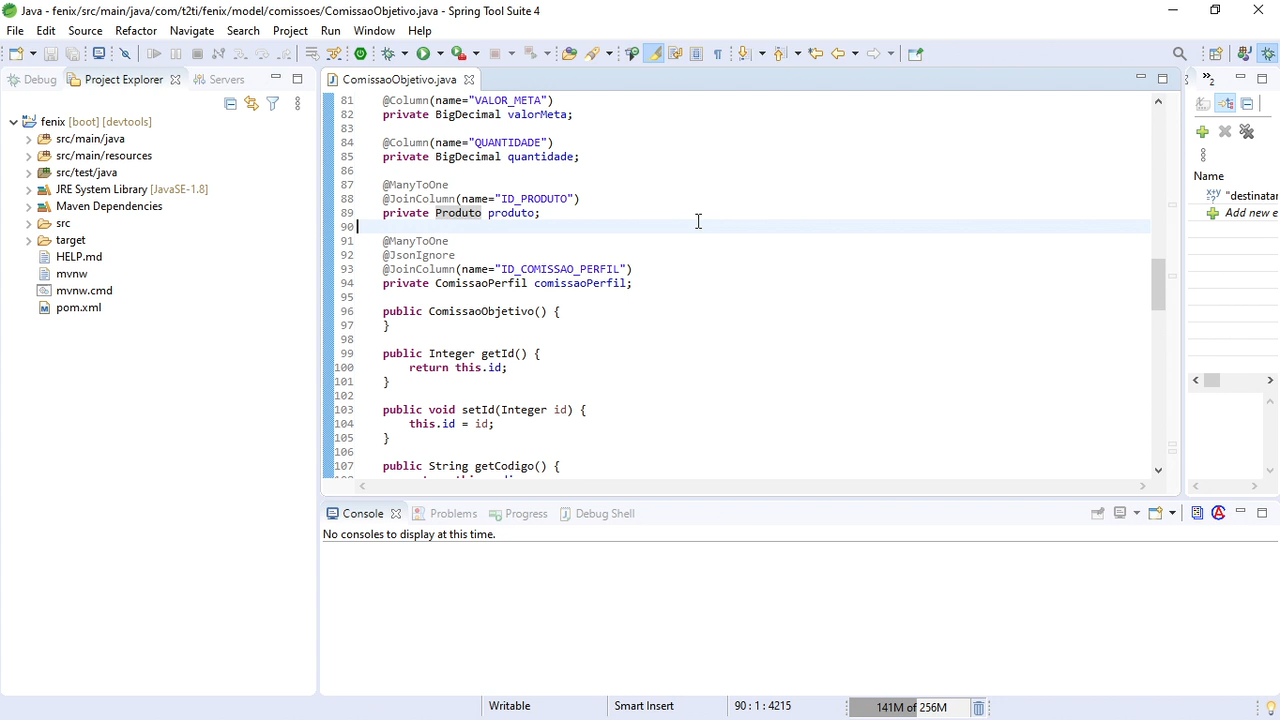 Java - fenix/src/main/java/com/t2ti/fenix/model/comissoes/ComissaoObjetivo.java - Spring Tool Suite 4
File Edit Source Refactor Navigate Search Project Run Window Help
Debug Project Explorer Servers
fenix [boot] [devtools]
src/main/java
src/main/resources
src/test/java
JRE System Library [JavaSE-1.8]
Maven Dependencies
src
target
HELP.md
mvnw
mvnw.cmd
pom.xml
ComissaoObjetivo.java
81 @Column(name="VALOR_META")
82 private BigDecimal valorMeta;
83
84 @Column(name="QUANTIDADE")
85 private BigDecimal quantidade;
86
87 @ManyToOne
88 @JoinColumn(name="ID_PRODUTO")
89 private Produto produto;
90
91 @ManyToOne
92 @JsonIgnore
93 @JoinColumn(name="ID_COMISSAO_PERFIL")
94 private ComissaoPerfil comissaoPerfil;
95
96 public ComissaoObjetivo() {
97 }
98
99 public Integer getId() {
100 return this.id;
101 }
102
103 public void setId(Integer id) {
104 this.id = id;
105 }
106
107 public String getCodigo() {
Name
"destinatar
Add new e
Console Problems Progress Debug Shell
No consoles to display at this time.
Writable Smart Insert 90 : 1 : 4215 141M of 256M